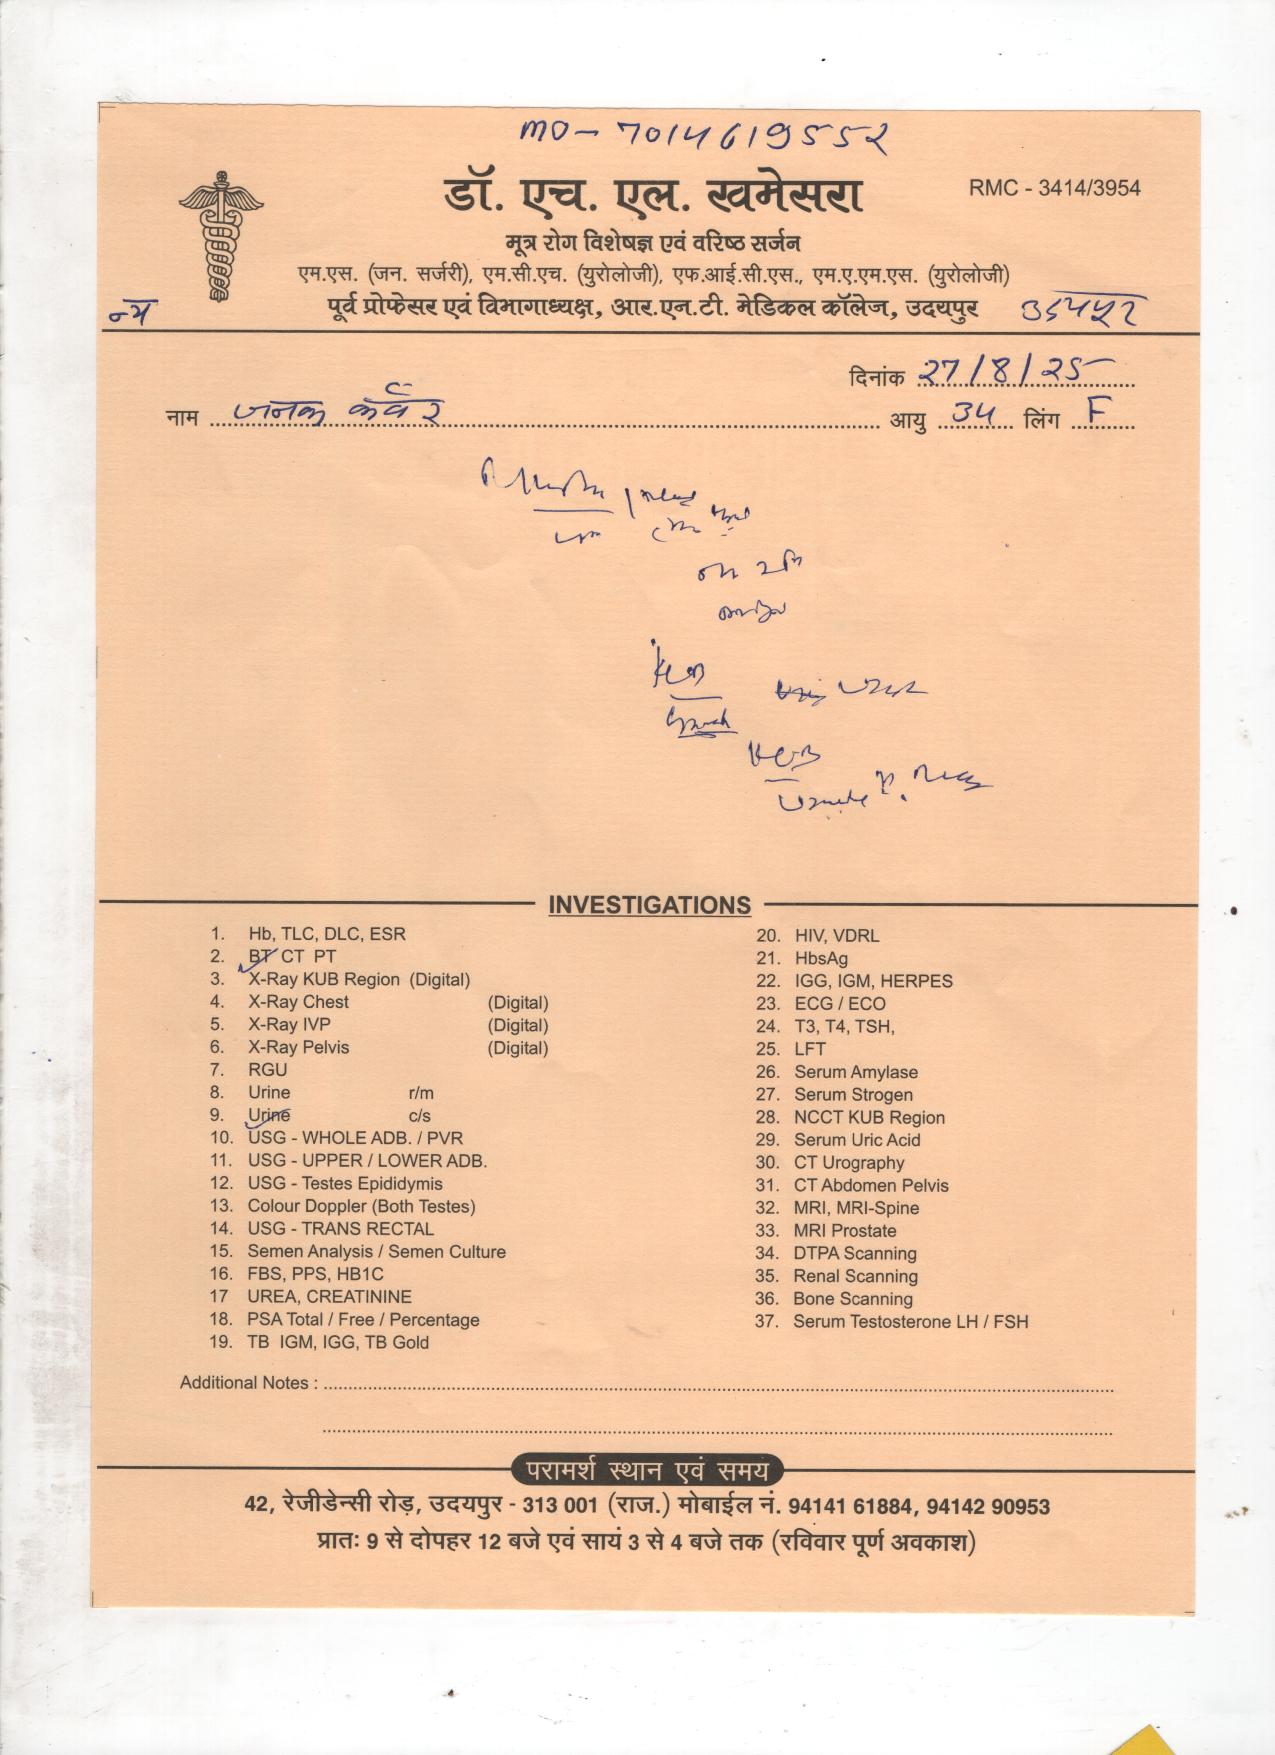 mo- 7014619552
डॉ. एच. एल. खमेसरा
RMC - 3414/3954
मूत्र रोग विशेषज्ञ एवं वरिष्ठ सर्जन
एम.एस. (जन. सर्जरी), एम.सी.एच. (युरोलोजी), एफ.आई.सी.एस., एम.ए.एम.एस. (युरोलोजी)
पूर्व प्रोफेसर एवं विभागाध्यक्ष, आर.एन.टी. मेडिकल कॉलेज, उदयपुर
उदयपुर
दिनांक 27/8/25
नाम जनक कंवर आयु 34 लिंग F
KUB
KUB
INVESTIGATIONS
1. Hb, TLC, DLC, ESR
2. BT CT PT
3. X-Ray KUB Region (Digital)
4. X-Ray Chest (Digital)
5. X-Ray IVP (Digital)
6. X-Ray Pelvis (Digital)
7. RGU
8. Urine r/m
9. Urine c/s
10. USG - WHOLE ADB. / PVR
11. USG - UPPER / LOWER ADB.
12. USG - Testes Epididymis
13. Colour Doppler (Both Testes)
14. USG - TRANS RECTAL
15. Semen Analysis / Semen Culture
16. FBS, PPS, HB1C
17 UREA, CREATININE
18. PSA Total / Free / Percentage
19. TB IGM, IGG, TB Gold
20. HIV, VDRL
21. HbsAg
22. IGG, IGM, HERPES
23. ECG / ECO
24. T3, T4, TSH,
25. LFT
26. Serum Amylase
27. Serum Strogen
28. NCCT KUB Region
29. Serum Uric Acid
30. CT Urography
31. CT Abdomen Pelvis
32. MRI, MRI-Spine
33. MRI Prostate
34. DTPA Scanning
35. Renal Scanning
36. Bone Scanning
37. Serum Testosterone LH / FSH
Additional Notes :
परामर्श स्थान एवं समय
42, रेजीडेन्सी रोड़, उदयपुर - 313 001 (राज.) मोबाईल नं. 94141 61884, 94142 90953
प्रातः 9 से दोपहर 12 बजे एवं सायं 3 से 4 बजे तक (रविवार पूर्ण अवकाश)